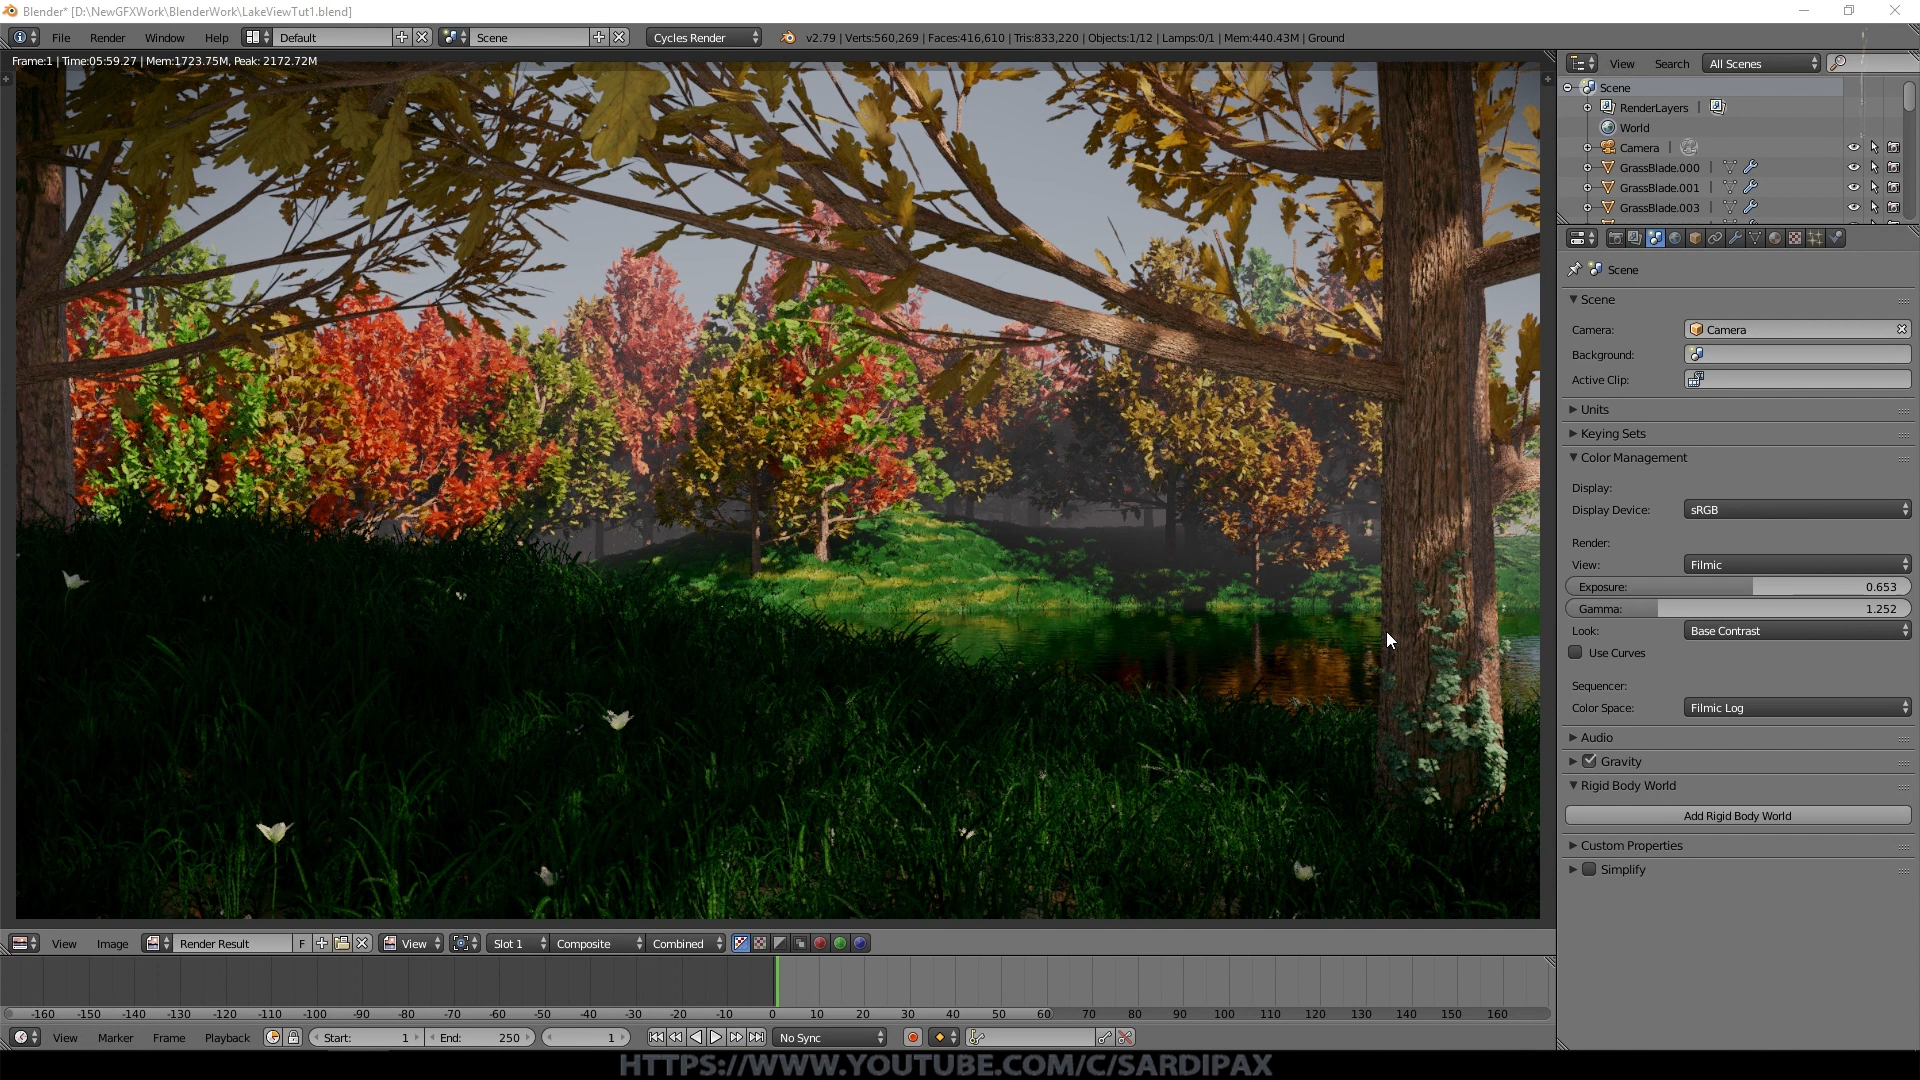 Blender* [D:\NewGFXWork\BlenderWork\LakeViewTut1.blend]
File Render Window Help Default Scene Cycles Render v2.79 | Verts:560,269 | Faces:416,610 | Tris:833,220 | Objects:1/12 | Lamps:0/1 | Mem:440.43M | Ground
Frame:1 | Time:05:59.27 | Mem:1723.75M, Peak: 2172.72M
View Search All Scenes
Scene
RenderLayers
World
Camera
GrassBlade.000
GrassBlade.001
GrassBlade.003
Scene
Scene
Camera: Camera
Background:
Active Clip:
Units
Keying Sets
Color Management
Display:
Display Device: sRGB
Render:
View: Filmic
Exposure: 0.653
Gamma: 1.252
Look: Base Contrast
Use Curves
Sequencer:
Color Space: Filmic Log
Audio
Gravity
Rigid Body World
Add Rigid Body World
Custom Properties
Simplify
View Image Render Result F View Slot 1 Composite Combined
-160 -150 -140 -130 -120 -110 -100 -90 -80 -70 -60 -50 -40 -30 -20 -10 0 10 20 30 40 50 60 70 80 90 100 110 120 130 140 150 160
View Marker Frame Playback Start: 1 End: 250 1 No Sync
HTTPS://WWW.YOUTUBE.COM/C/SARDIPAX